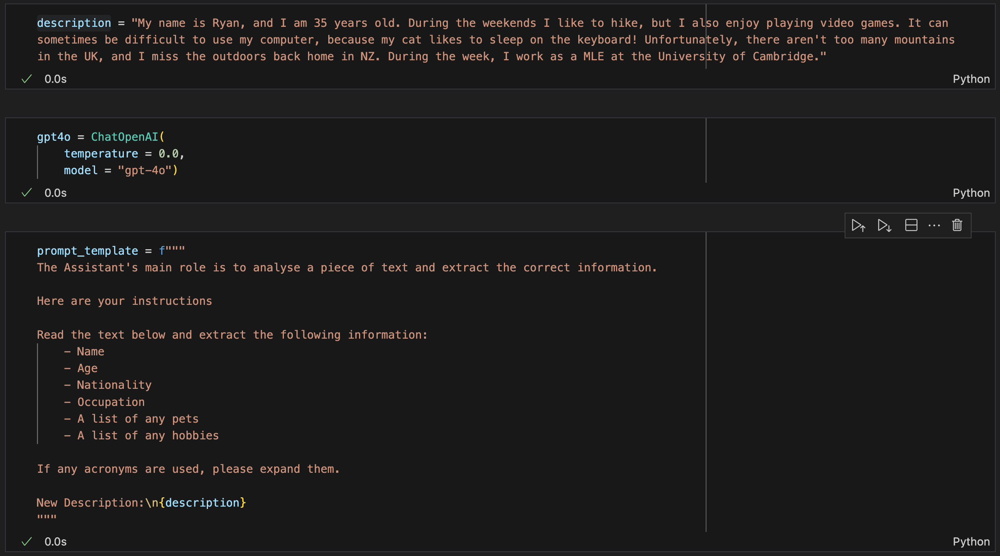 description = "My name is Ryan, and I am 35 years old. During the weekends I like to hike, but I also enjoy playing video games. It can
sometimes be difficult to use my computer, because my cat likes to sleep on the keyboard! Unfortunately, there aren't too many mountains
in the UK, and I miss the outdoors back home in NZ. During the week, I work as a MLE at the University of Cambridge."
0.0s
Python
gpt4o = ChatOpenAI(
    temperature = 0.0,
    model = "gpt-4o")
0.0s
Python
prompt_template = f"""
The Assistant's main role is to analyse a piece of text and extract the correct information.
Here are your instructions
Read the text below and extract the following information:
    - Name
    - Age
    - Nationality
    - Occupation
    - A list of any pets
    - A list of any hobbies
If any acronyms are used, please expand them.
New Description:\n{description}
"""
0.0s
Python